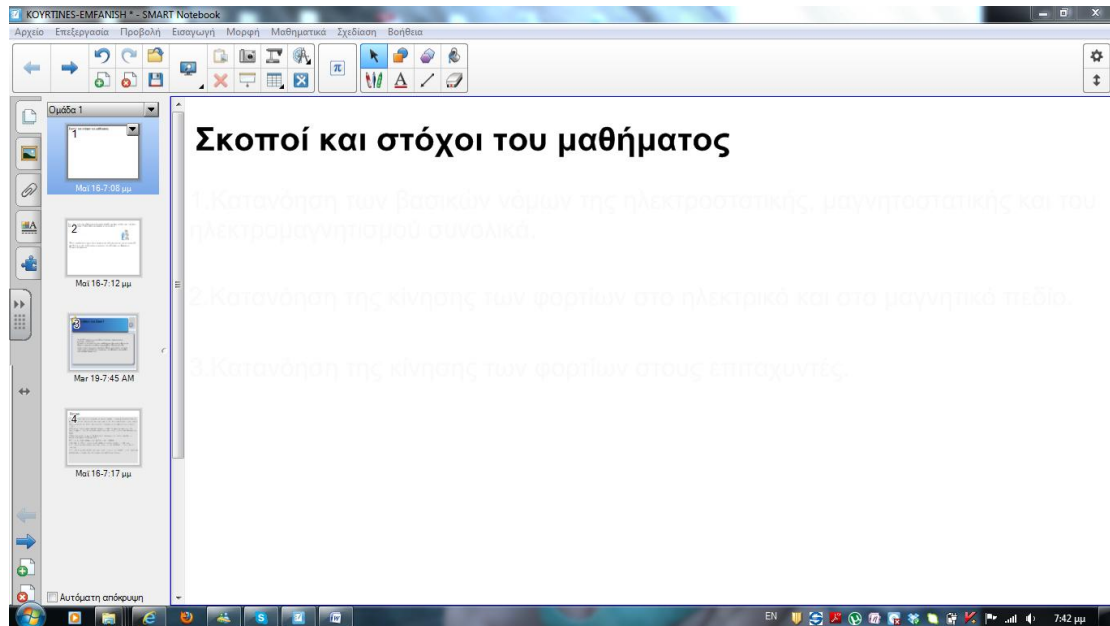 KOYRTINES-EMFANISH * - SMART Notebook
Αρχείο Επεξεργασία Προβολή Εισαγωγή Μορφή Μαθηματικά Σχεδίαση Βοήθεια
π
A
Ομάδα 1
1
Μαϊ 16-7:08 μμ
2
Μαϊ 16-7:12 μμ
3
Mar 19-7:45 AM
4
Μαϊ 16-7:17 μμ
Αυτόματη απόκρυψη
Σκοποί και στόχοι του μαθήματος
1.Κατανόηση των βασικών νόμων της ηλεκτροστατικής, μαγνητοστατικής και του
ηλεκτρομαγνητισμού συνολικά.
2.Κατανόηση της κίνησης των φορτίων στο ηλεκτρικό και στο μαγνητικό πεδίο.
3.Κατανόηση της κίνησης των φορτίων στους επιταχυντές.
EN
7:42 μμ